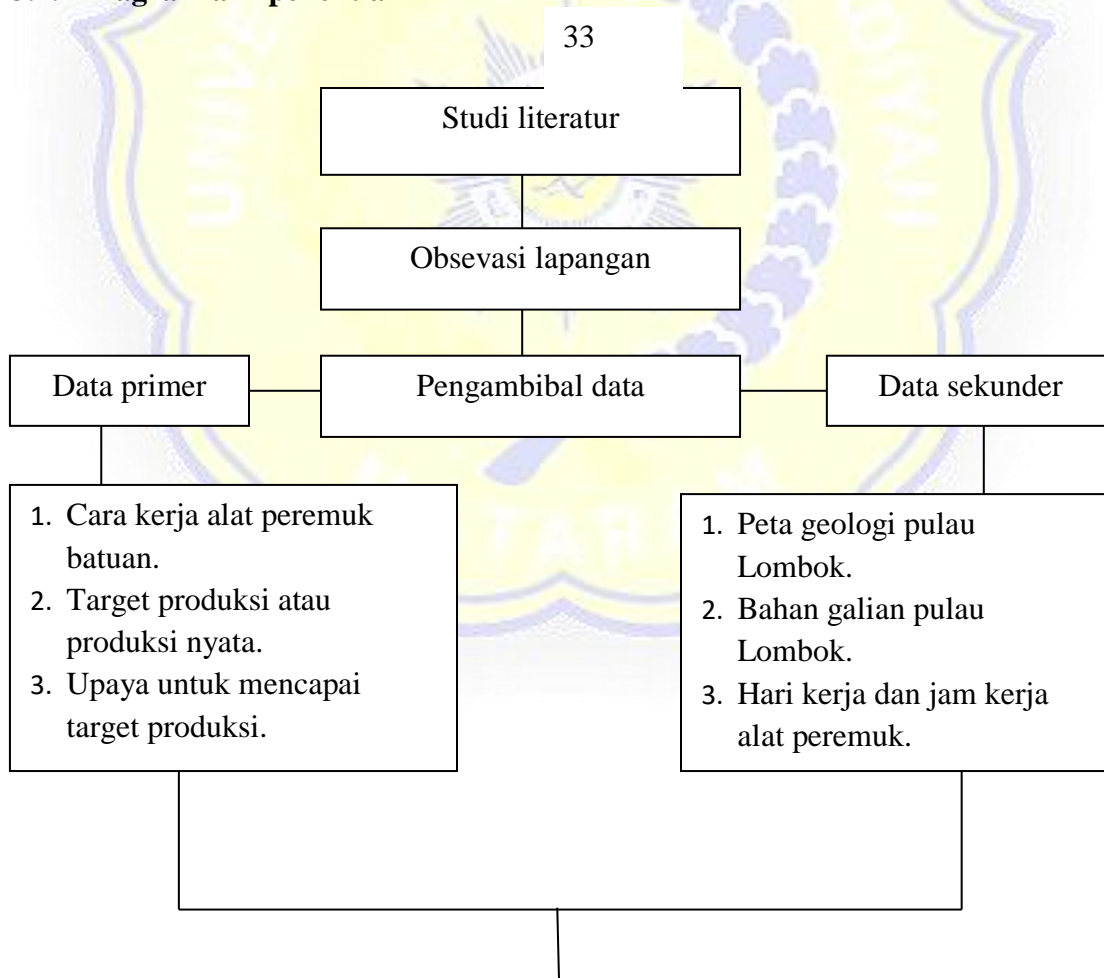 33
Studi literatur
Obsevasi lapangan
Data primer
Pengambibal data
Data sekunder
1. Cara kerja alat peremuk
batuan.
2. Target produksi atau
produksi nyata.
3. Upaya untuk mencapai
target produksi.
1. Peta geologi pulau
Lombok.
2. Bahan galian pulau
Lombok.
3. Hari kerja dan jam kerja
alat peremuk.